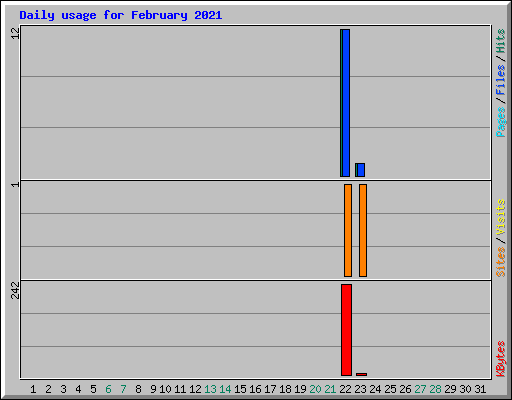 Daily usage for February 2021
12
1
242
Pages/Files/Hits
Sites/Visits
KBytes
1 2 3 4 5 6 7 8 9 10 11 12 13 14 15 16 17 18 19 20 21 22 23 24 25 26 27 28 29 30 31